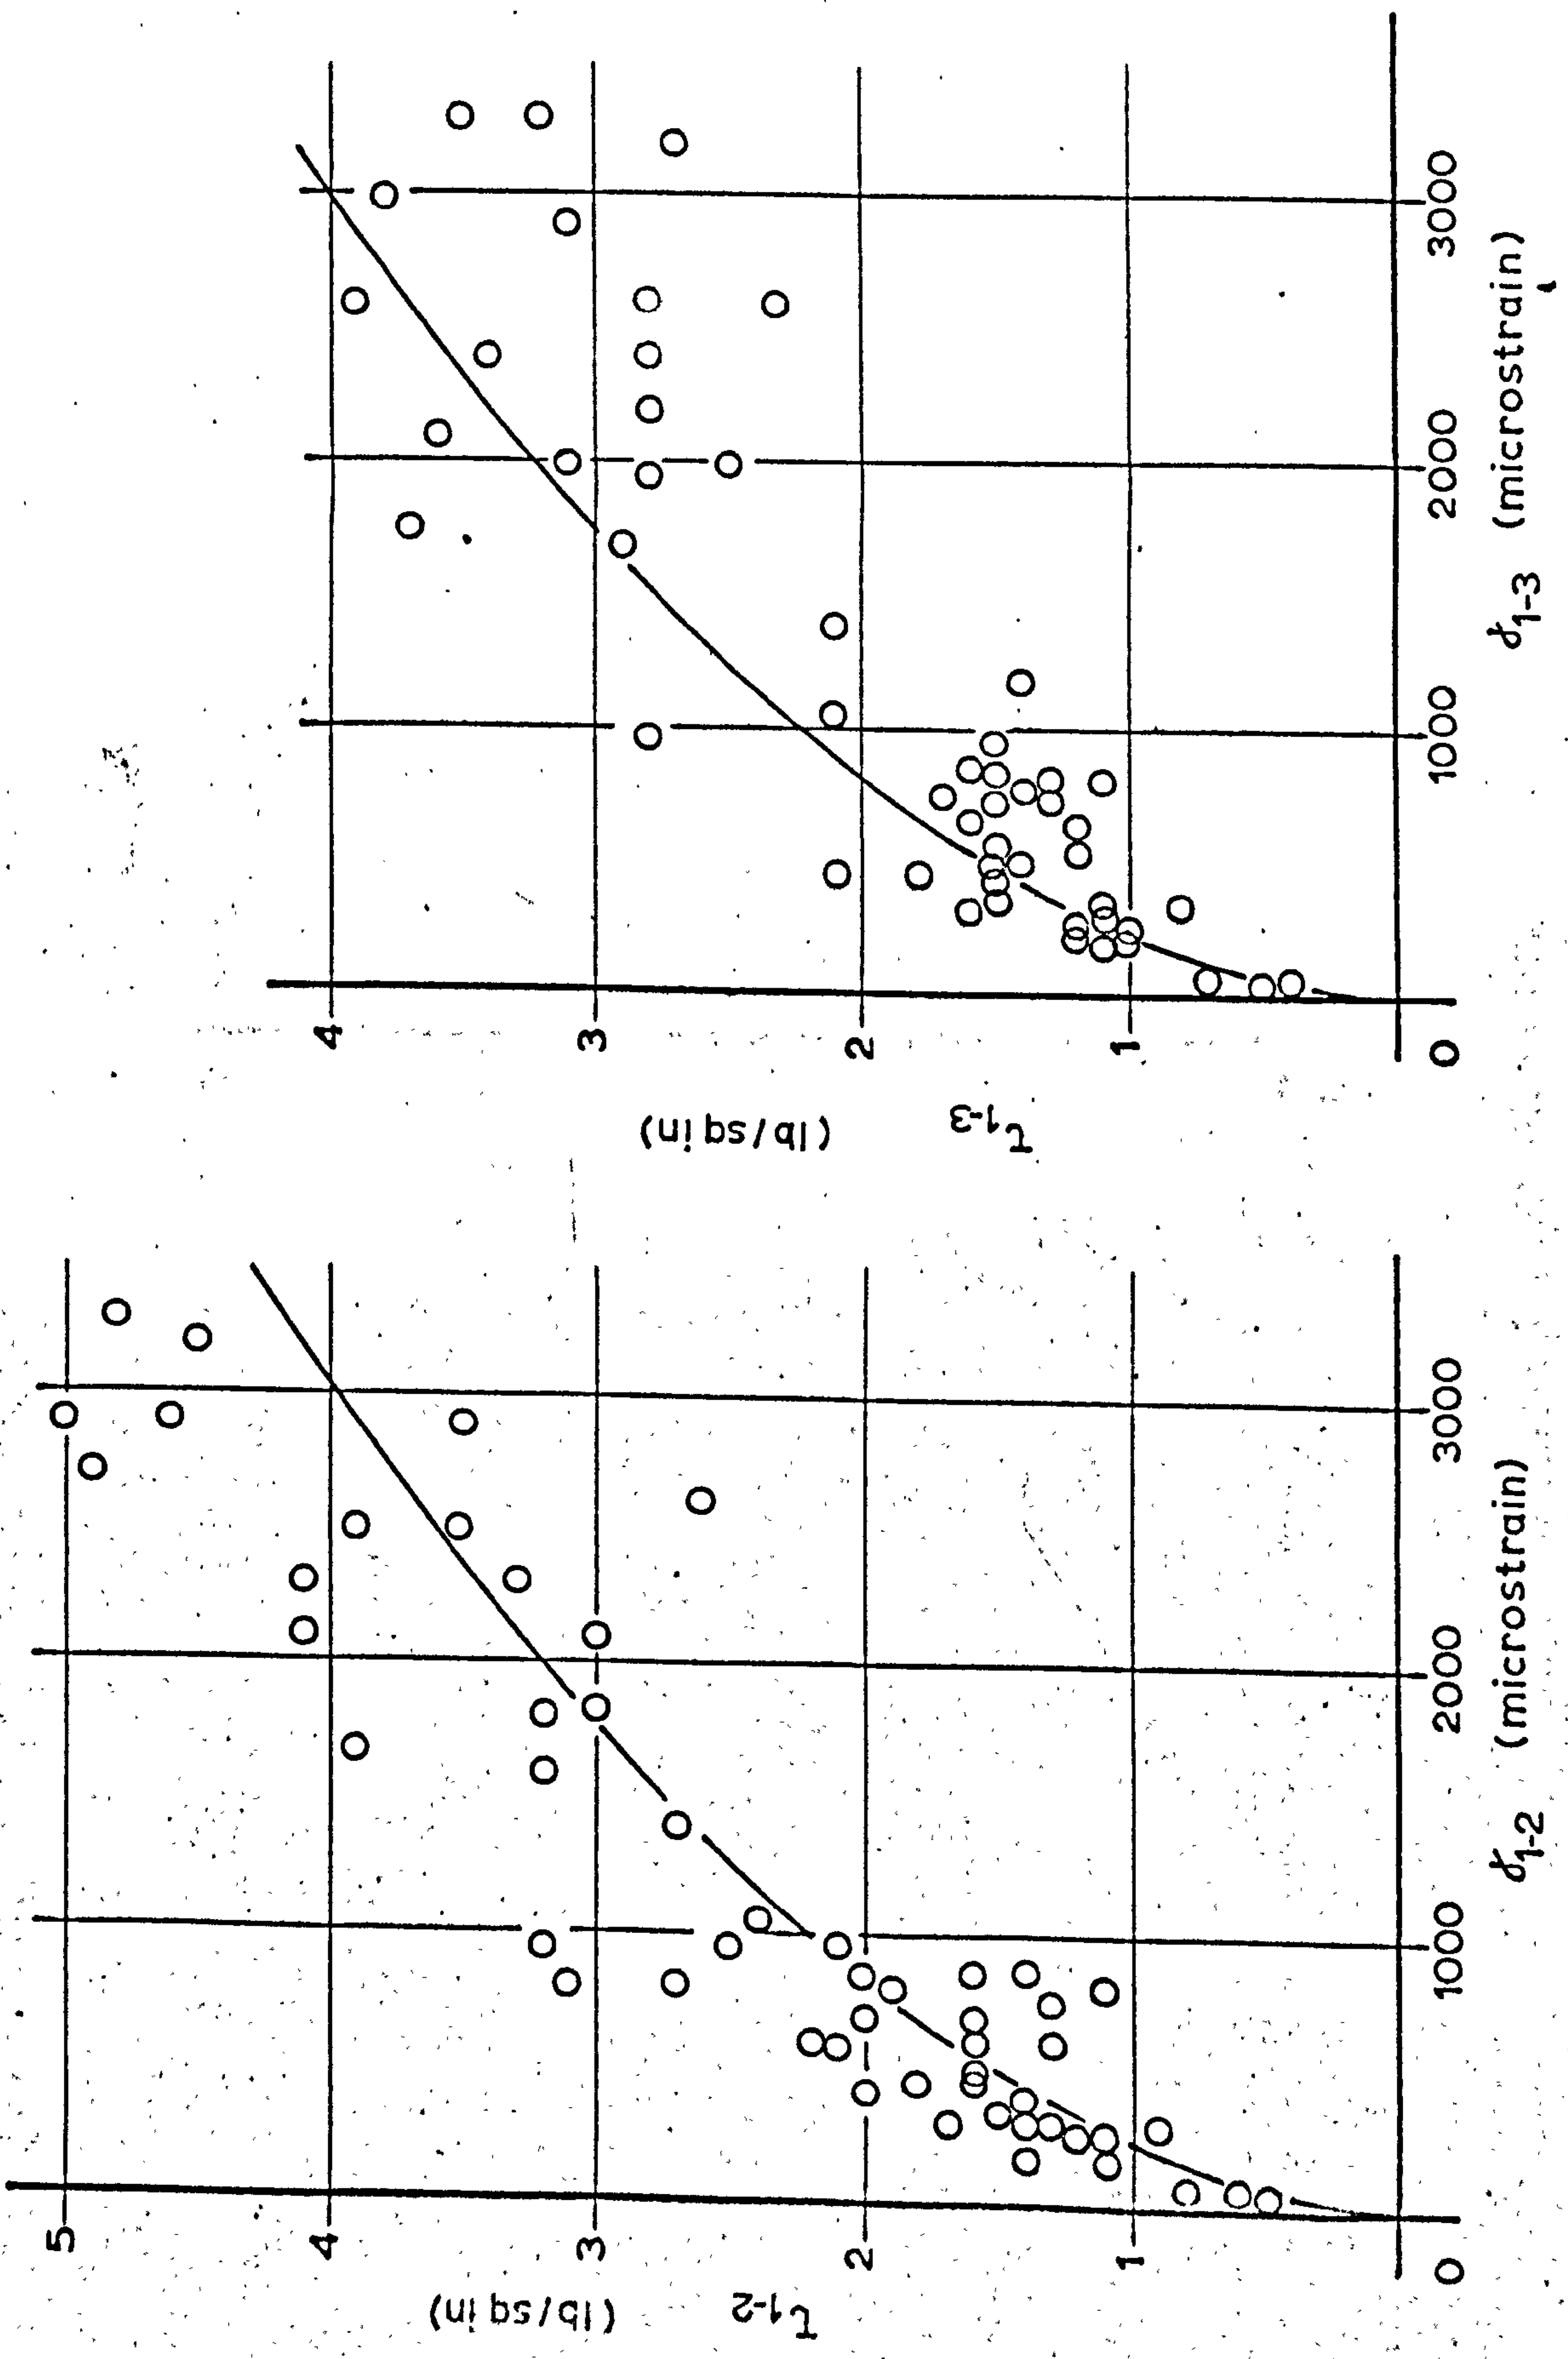 5
4
3
2
1
0
τ1-2
(lb/sq in)
1000
2000
3000
γ1-2 (microstrain)
4
3
2
1
0
τ1-3
(lb/sq in)
1000
2000
3000
γ1-3 (microstrain)